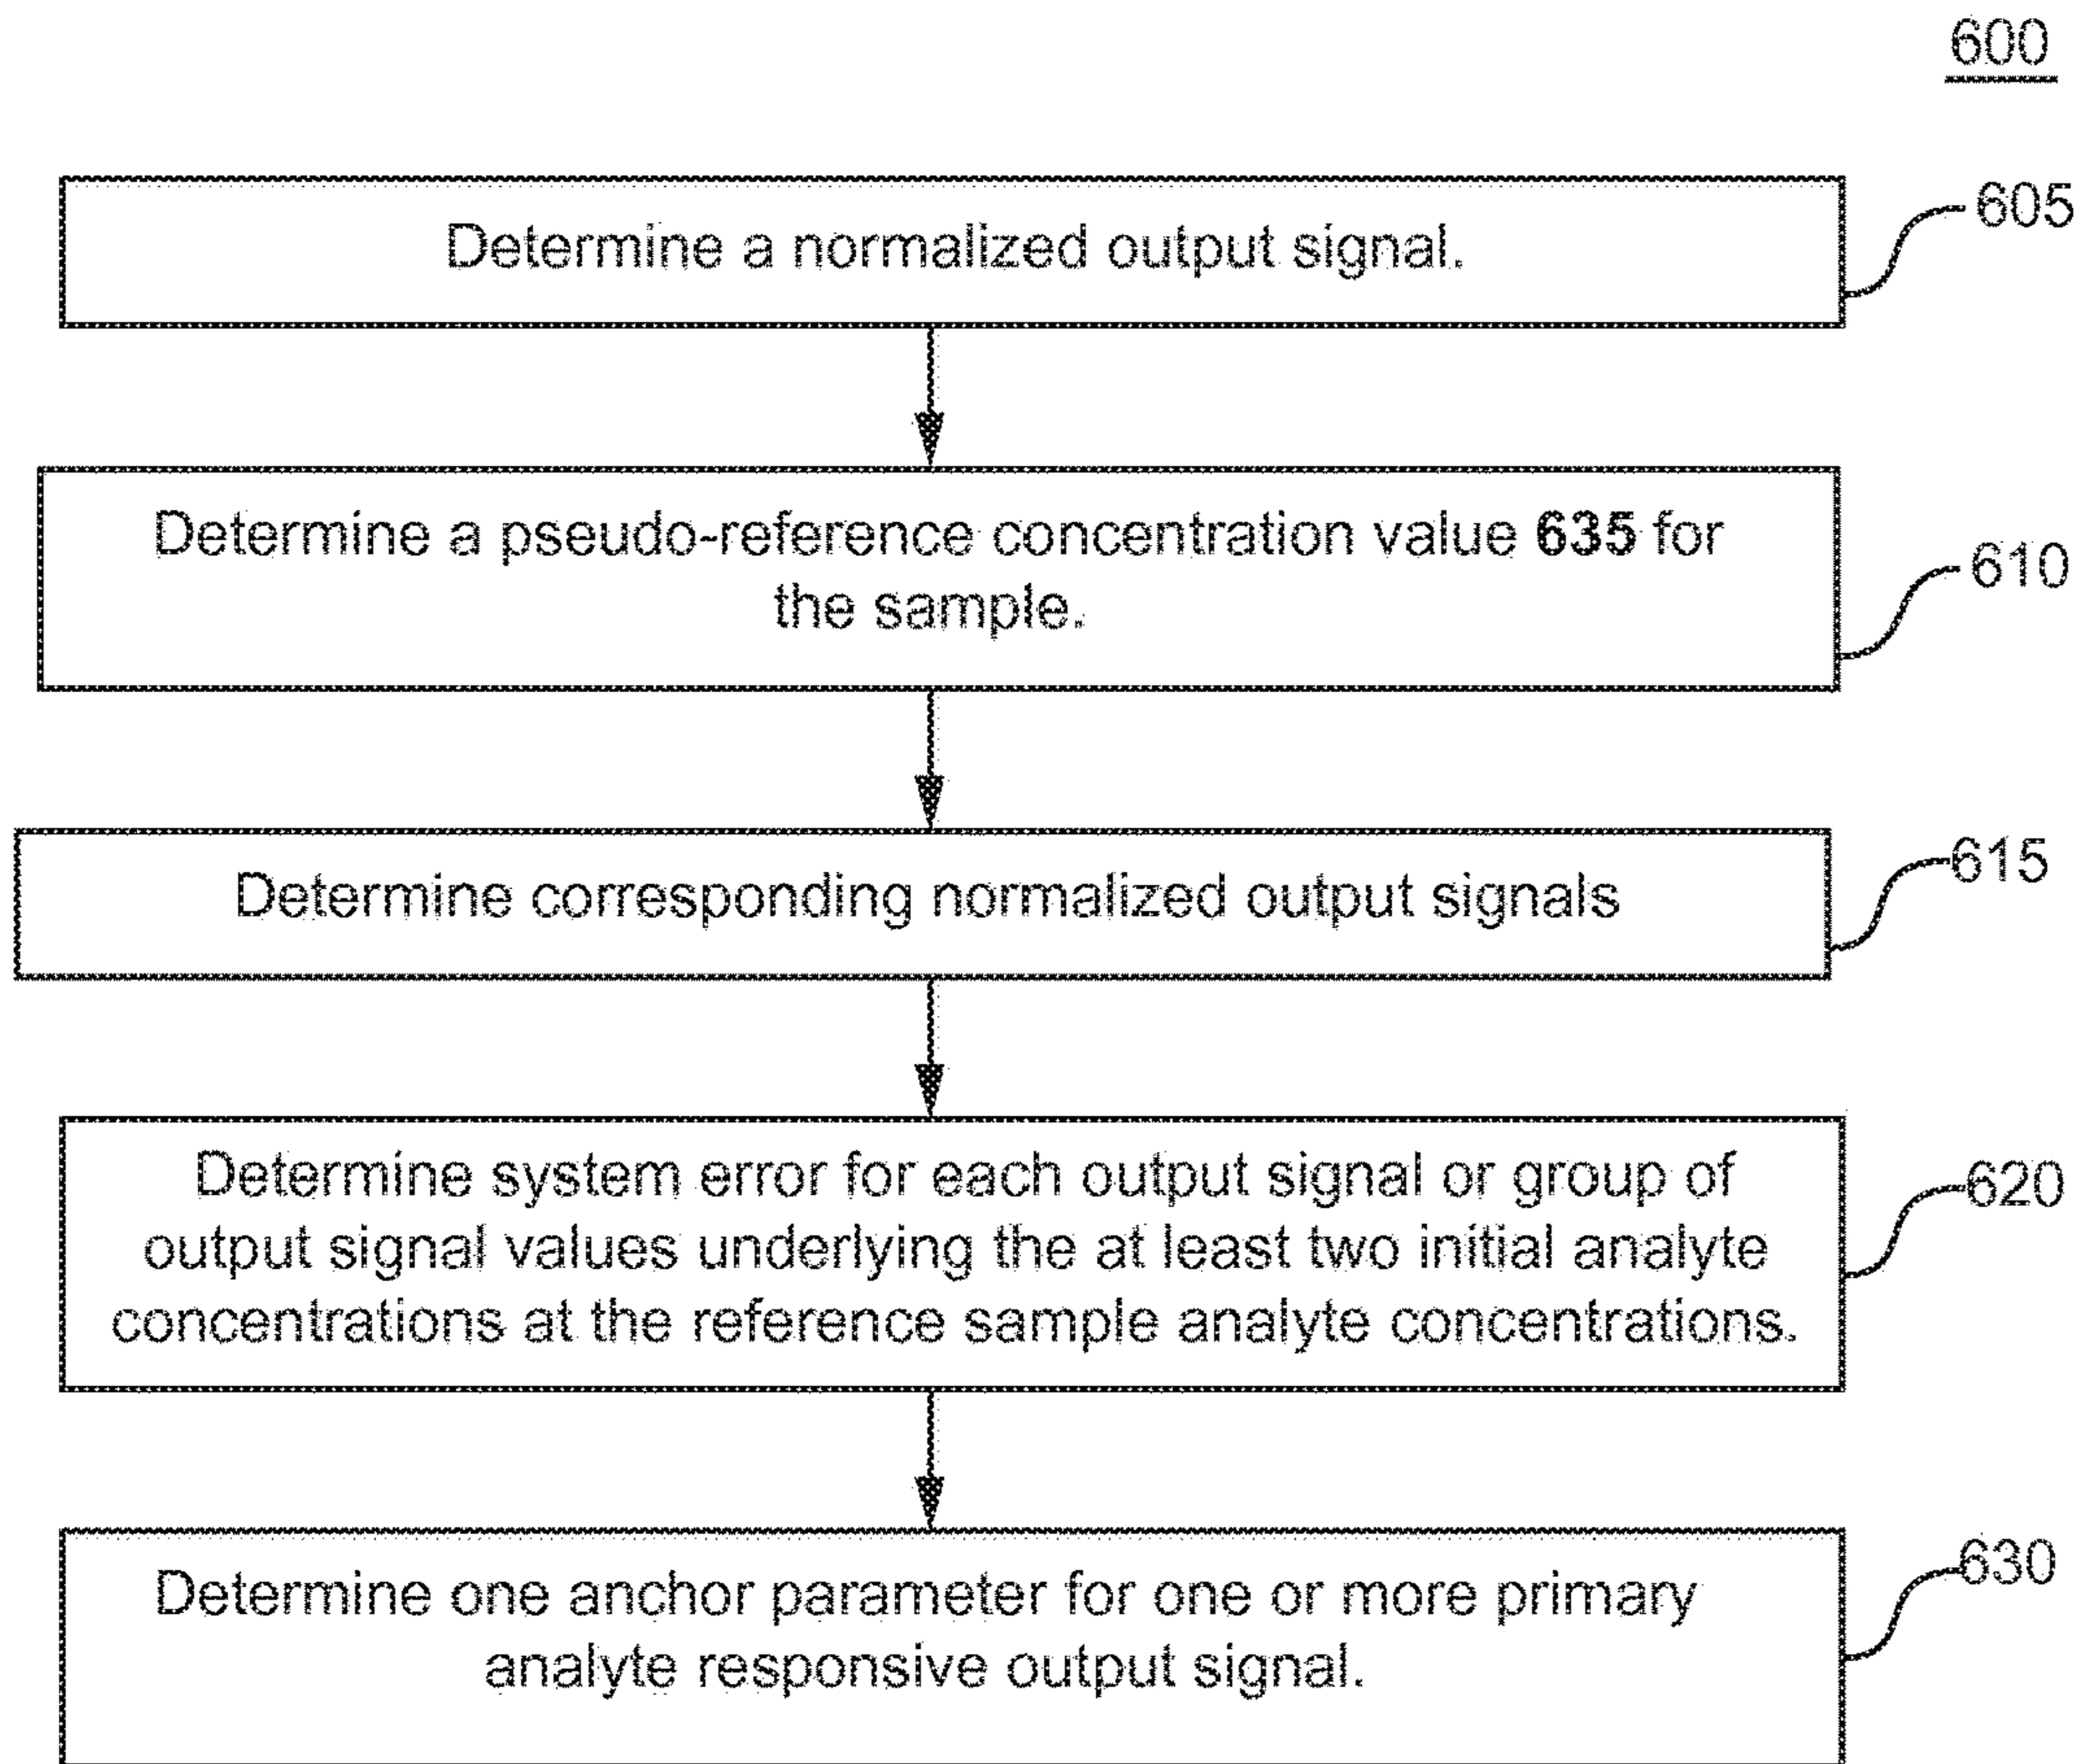 600
Determine a normalized output signal.
605
Determine a pseudo-reference concentration value 635 for
the sample.
610
Determine corresponding normalized output signals
615
Determine system error for each output signal or group of
output signal values underlying the at least two initial analyte
concentrations at the reference sample analyte concentrations.
620
Determine one anchor parameter for one or more primary
analyte responsive output signal.
630